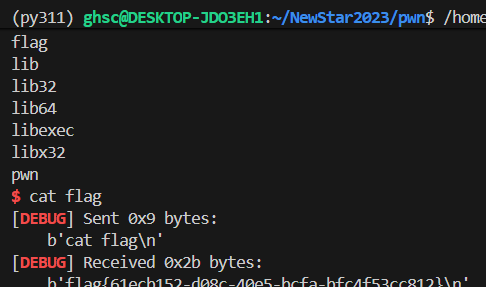 (py311) ghsc@DESKTOP-JDO3EH1:~/NewStar2023/pwn$ /home
flag
lib
lib32
lib64
libexec
libx32
pwn
$ cat flag
[DEBUG] Sent 0x9 bytes:
b'cat flag\n'
[DEBUG] Received 0x2b bytes:
b'flag{61ecb152-d08c-40e5-bcfa-bfc4f53cc812}\n'